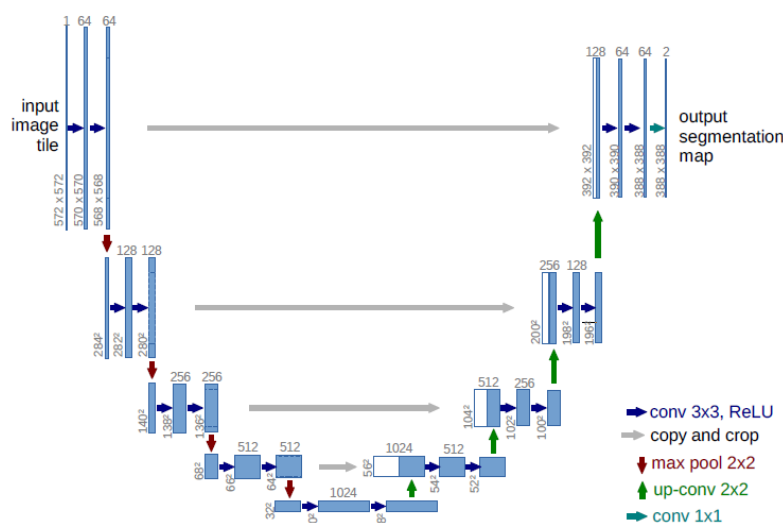 1 64 64
128 64 64 2
input
image
tile
output
segmentation
map
572 x 572
570 x 570
568 x 568
392 x 392
390 x 390
388 x 388
388 x 388
128 128
256 128
284²
282²
280²
200²
198²
196²
256 256
512 256
140²
138²
136²
104²
102²
100²
512 512
1024 512
68²
66²
64²
56²
54²
52²
1024
32²
0²
8²
conv 3x3, ReLU
copy and crop
max pool 2x2
up-conv 2x2
conv 1x1